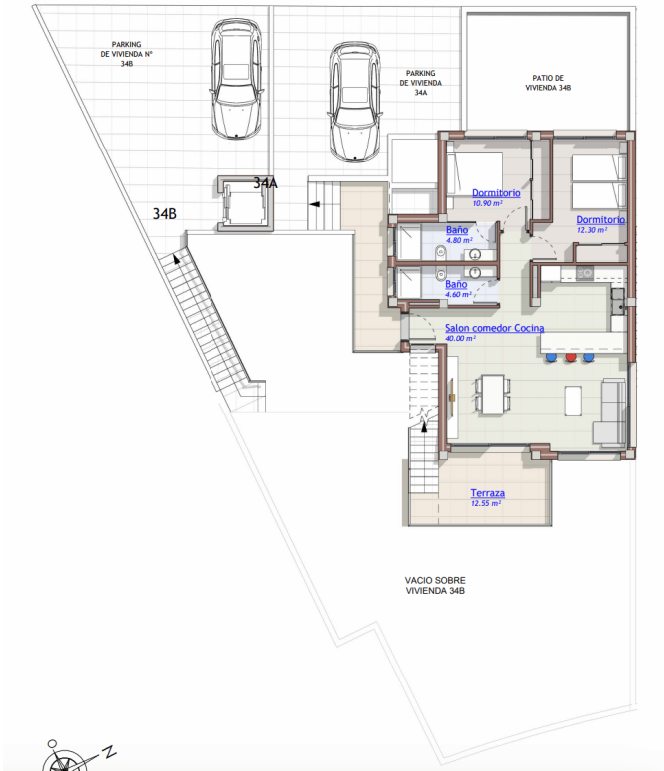 PARKING
DE VIVIENDA Nº
34B
PARKING
DE VIVIENDA
34A
PATIO DE
VIVIENDA 34B
34A
34B
Dormitorio
10.90 m²
Dormitorio
12.30 m²
Baño
4.80 m²
Baño
4.60 m²
Salon comedor Cocina
40.00 m²
Terraza
12.55 m²
VACIO SOBRE
VIVIENDA 34B
O
N